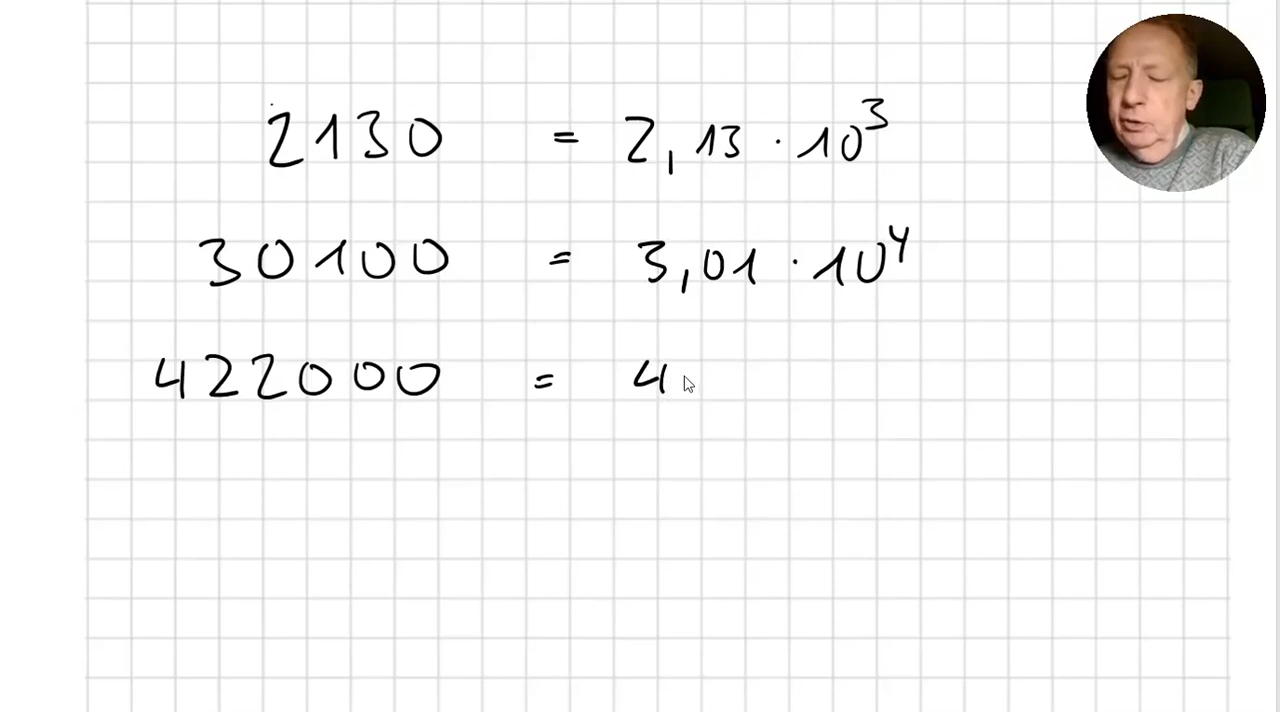 2130 = 2,13 · 10³
30100 = 3,01 · 10⁴
422000 = 4